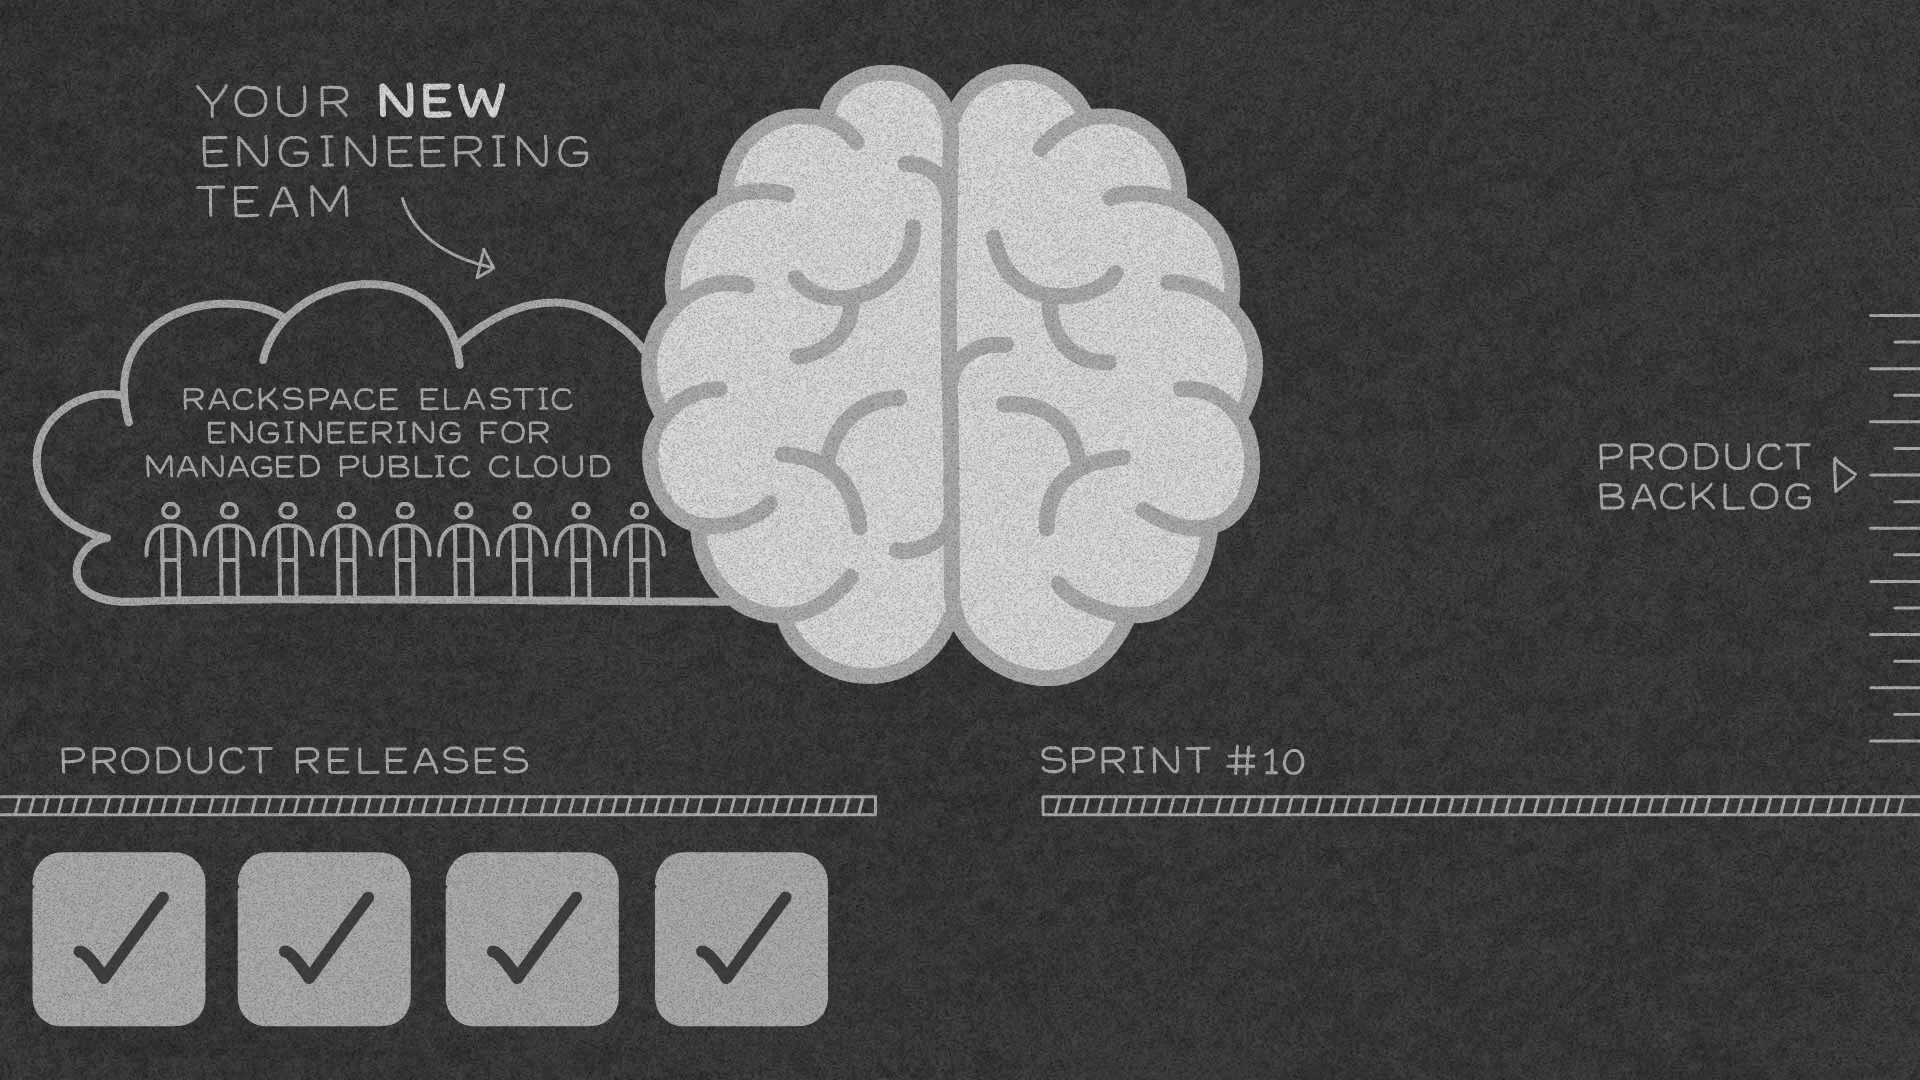 YOUR NEW
ENGINEERING
TEAM
RACKSPACE ELASTIC
ENGINEERING FOR
MANAGED PUBLIC CLOUD
PRODUCT
BACKLOG
PRODUCT RELEASES
SPRINT #10